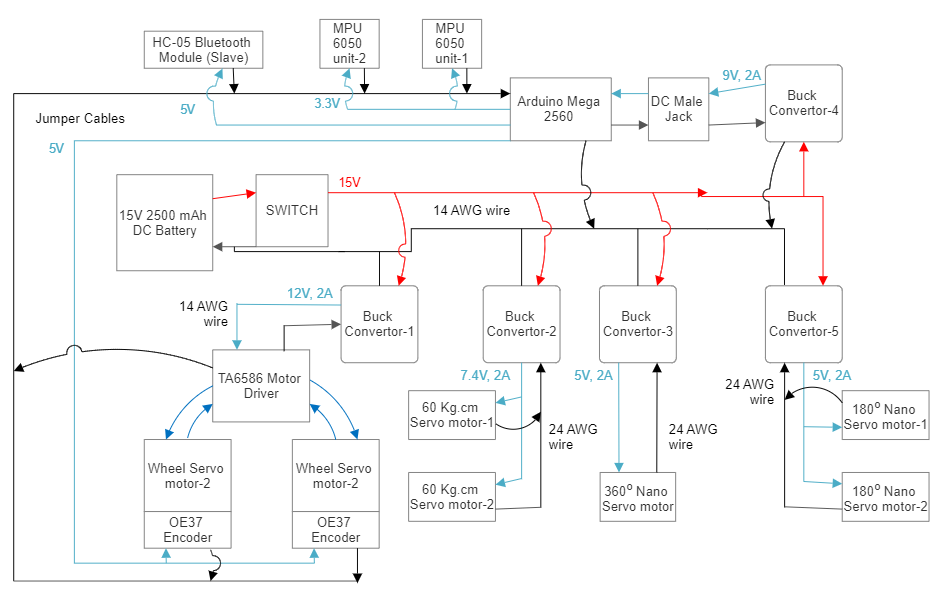 HC-05 Bluetooth
Module (Slave)
MPU
6050
unit-2
MPU
6050
unit-1
5V
3.3V
Arduino Mega
2560
DC Male
Jack
9V, 2A
Buck
Convertor-4
Jumper Cables
5V
15V 2500 mAh
DC Battery
SWITCH
15V
14 AWG wire
12V, 2A
14 AWG
wire
Buck
Convertor-1
Buck
Convertor-2
Buck
Convertor-3
Buck
Convertor-5
TA6586 Motor
Driver
7.4V, 2A
5V, 2A
5V, 2A
24 AWG
wire
60 Kg.cm
Servo motor-1
24 AWG
wire
24 AWG
wire
180⁰ Nano
Servo motor-1
Wheel Servo
motor-2
Wheel Servo
motor-2
60 Kg.cm
Servo motor-2
360⁰ Nano
Servo motor
180⁰ Nano
Servo motor-2
OE37
Encoder
OE37
Encoder